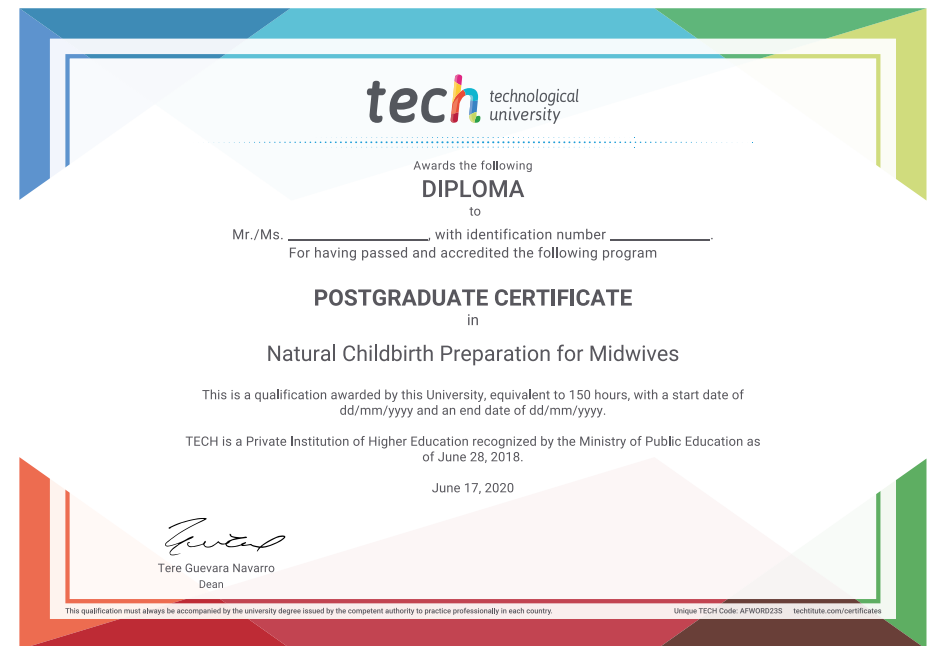 tech technological
university
Awards the following
DIPLOMA
to
Mr./Ms. ____________________, with identification number ______________.
For having passed and accredited the following program
POSTGRADUATE CERTIFICATE
in
Natural Childbirth Preparation for Midwives
This is a qualification awarded by this University, equivalent to 150 hours, with a start date of
dd/mm/yyyy and an end date of dd/mm/yyyy.
TECH is a Private Institution of Higher Education recognized by the Ministry of Public Education as
of June 28, 2018.
June 17, 2020
Tere Guevara Navarro
Dean
This qualification must always be accompanied by the university degree issued by the competent authority to practice professionally in each country. Unique TECH Code: AFWORD23S techtitute.com/certificates